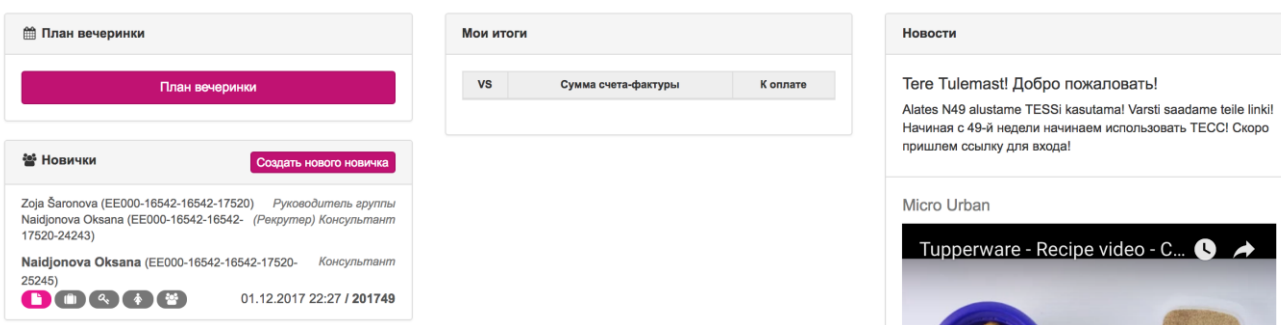 План вечеринки
План вечеринки
Новички
Создать нового новичка
Zoja Šaronova (EE000-16542-16542-17520) Руководитель группы
Naidjonova Oksana (EE000-16542-16542- (Рекрутер) Консультант
17520-24243)
Naidjonova Oksana (EE000-16542-16542-17520- Консультант
25245)
01.12.2017 22:27 / 201749
Мои итоги
VS Сумма счета-фактуры К оплате
Новости
Tere Tulemast! Добро пожаловать!
Alates N49 alustame TESSi kasutama! Varsti saadame teile linki!
Начиная с 49-й недели начинаем использовать ТЕСС! Скоро
пришлем ссылку для входа!
Micro Urban
Tupperware - Recipe video - C...